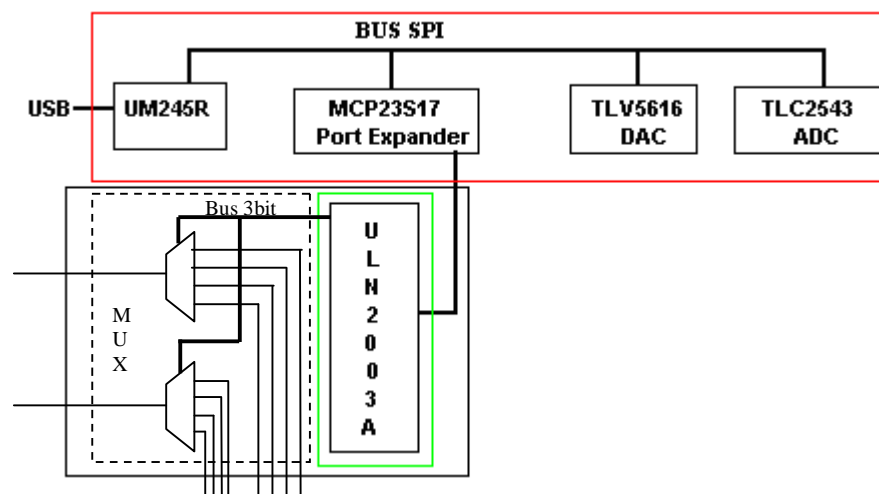 BUS SPI
USB
UM245R
MCP23S17
Port Expander
TLV5616
DAC
TLC2543
ADC
Bus 3bit
M
U
X
U
L
N
2
0
0
3
A